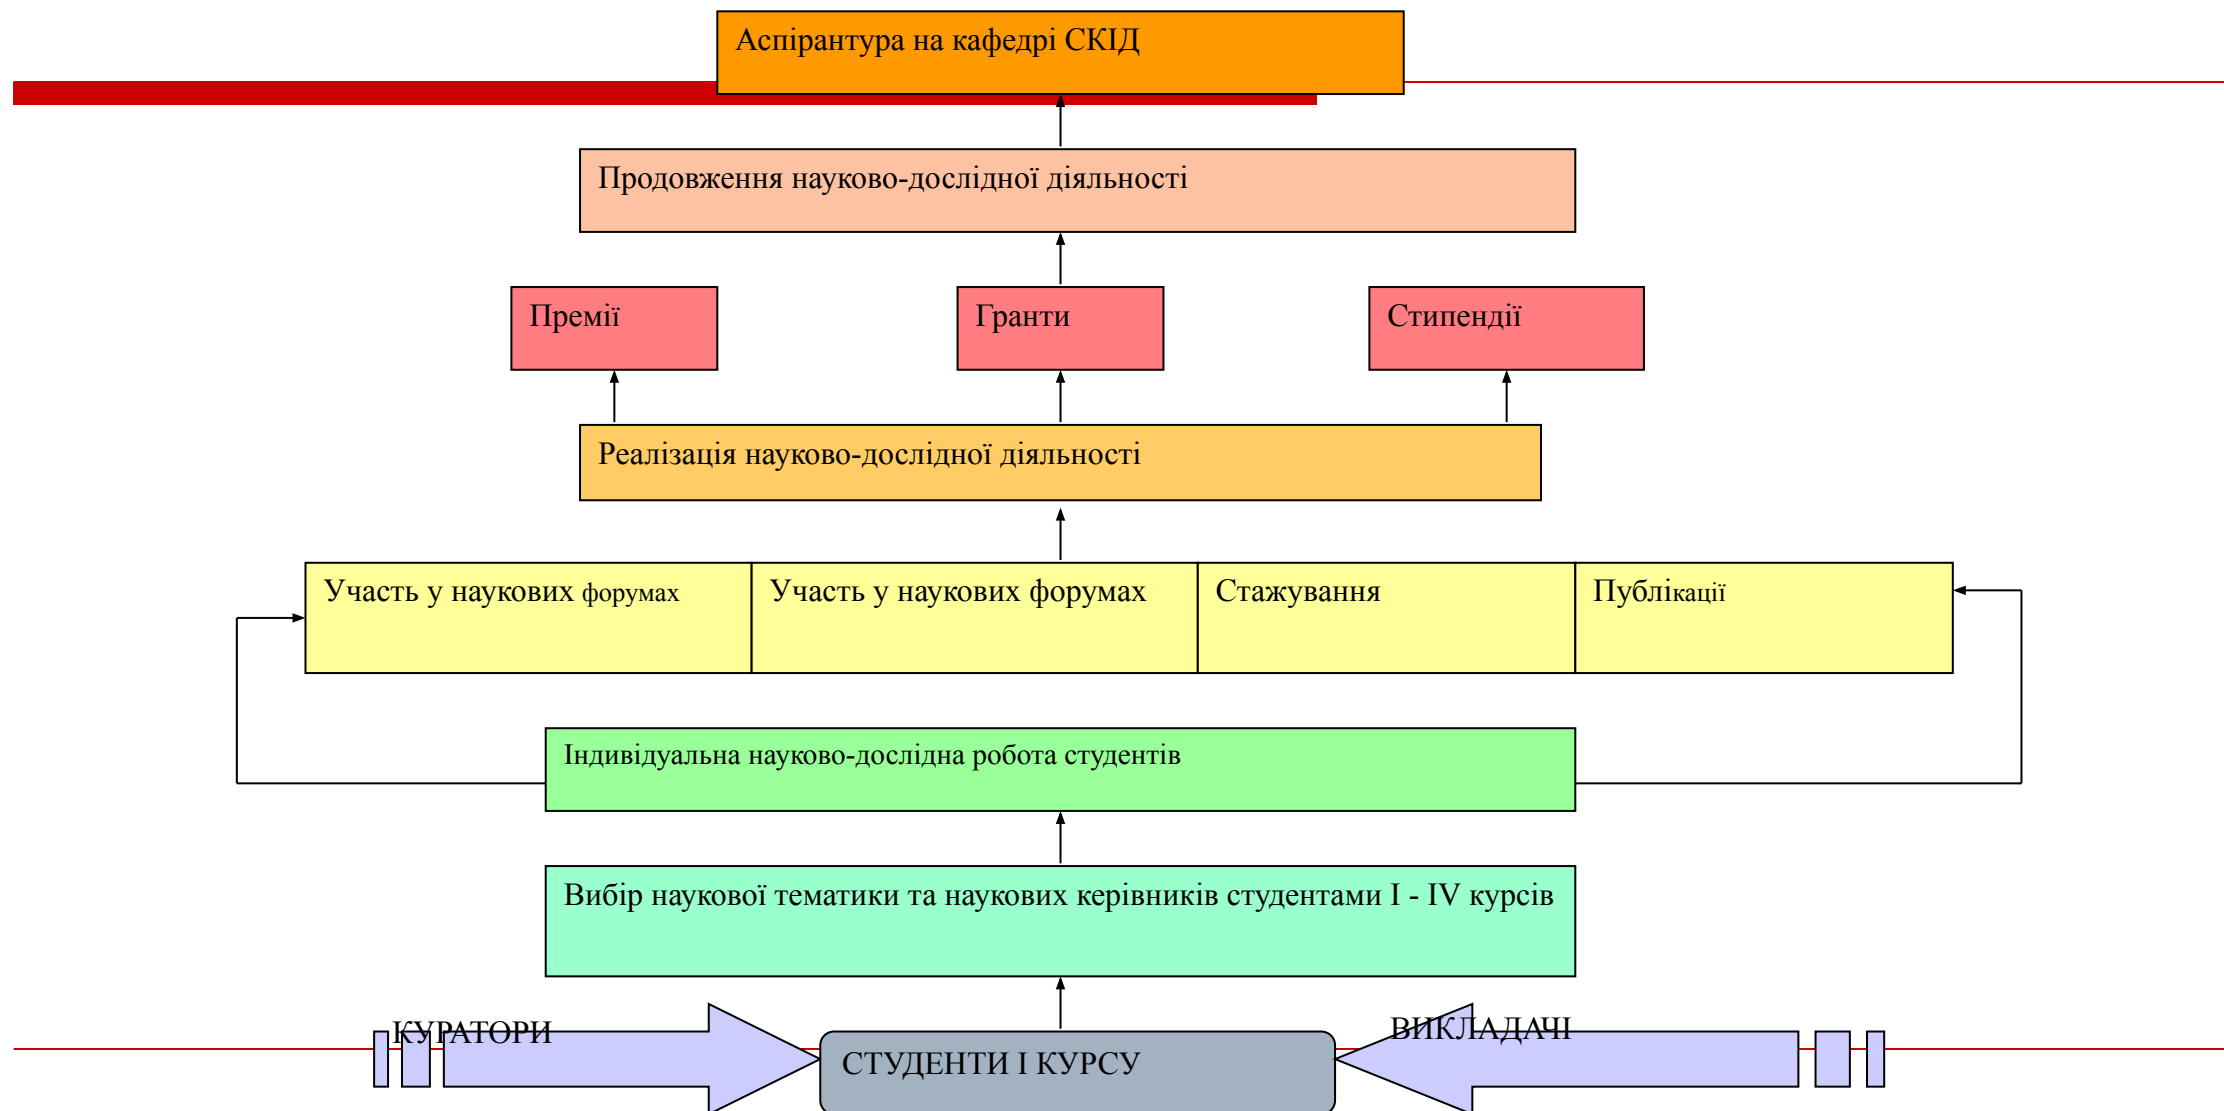 Аспірантура на кафедрі СКІД
Продовження науково-дослідної діяльності
Премії
Гранти
Стипендії
Реалізація науково-дослідної діяльності
Участь у наукових форумах
Участь у наукових форумах
Стажування
Публікації
Індивідуальна науково-дослідна робота студентів
Вибір наукової тематики та наукових керівників студентами I - IV курсів
КУРАТОРИ
ВИКЛАДАЧІ
СТУДЕНТИ І КУРСУ